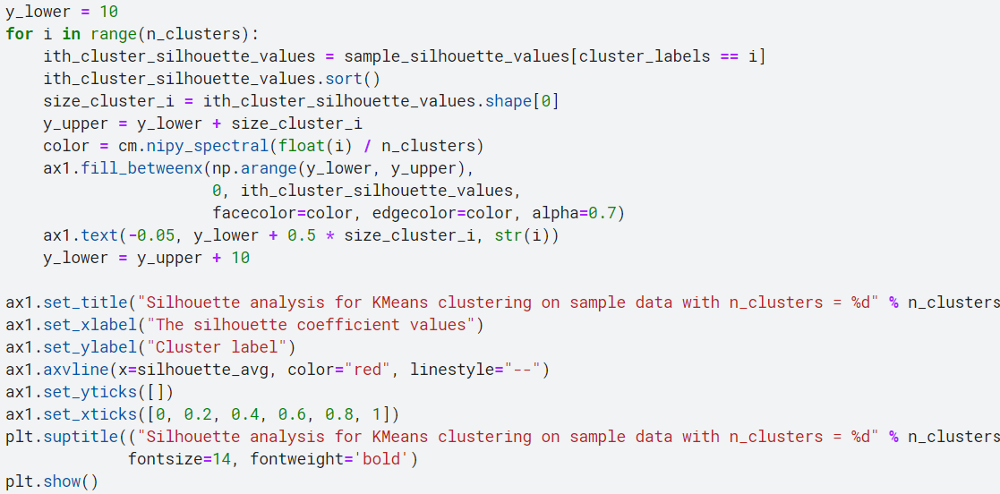 y_lower = 10
for i in range(n_clusters):
    ith_cluster_silhouette_values = sample_silhouette_values[cluster_labels == i]
    ith_cluster_silhouette_values.sort()
    size_cluster_i = ith_cluster_silhouette_values.shape[0]
    y_upper = y_lower + size_cluster_i
    color = cm.nipy_spectral(float(i) / n_clusters)
    ax1.fill_betweenx(np.arange(y_lower, y_upper),
                      0, ith_cluster_silhouette_values,
                      facecolor=color, edgecolor=color, alpha=0.7)
    ax1.text(-0.05, y_lower + 0.5 * size_cluster_i, str(i))
    y_lower = y_upper + 10

ax1.set_title("Silhouette analysis for KMeans clustering on sample data with n_clusters = %d" % n_clusters
ax1.set_xlabel("The silhouette coefficient values")
ax1.set_ylabel("Cluster label")
ax1.axvline(x=silhouette_avg, color="red", linestyle="--")
ax1.set_yticks([])
ax1.set_xticks([0, 0.2, 0.4, 0.6, 0.8, 1])
plt.suptitle(("Silhouette analysis for KMeans clustering on sample data with n_clusters = %d" % n_clusters
             fontsize=14, fontweight='bold')
plt.show()